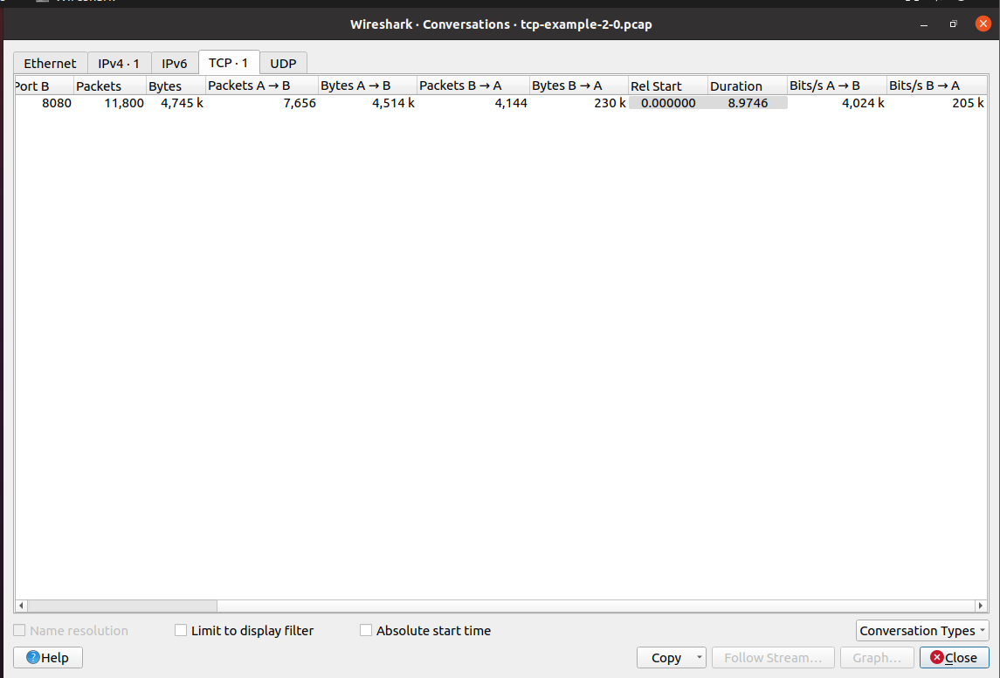 Wireshark · Conversations · tcp-example-2-0.pcap
Ethernet IPv4 · 1 IPv6 TCP · 1 UDP
Port B Packets Bytes Packets A → B Bytes A → B Packets B → A Bytes B → A Rel Start Duration Bits/s A → B Bits/s B → A
8080 11,800 4,745 k 7,656 4,514 k 4,144 230 k 0.000000 8.9746 4,024 k 205 k
Name resolution Limit to display filter Absolute start time Conversation Types
Help Copy Follow Stream… Graph… Close